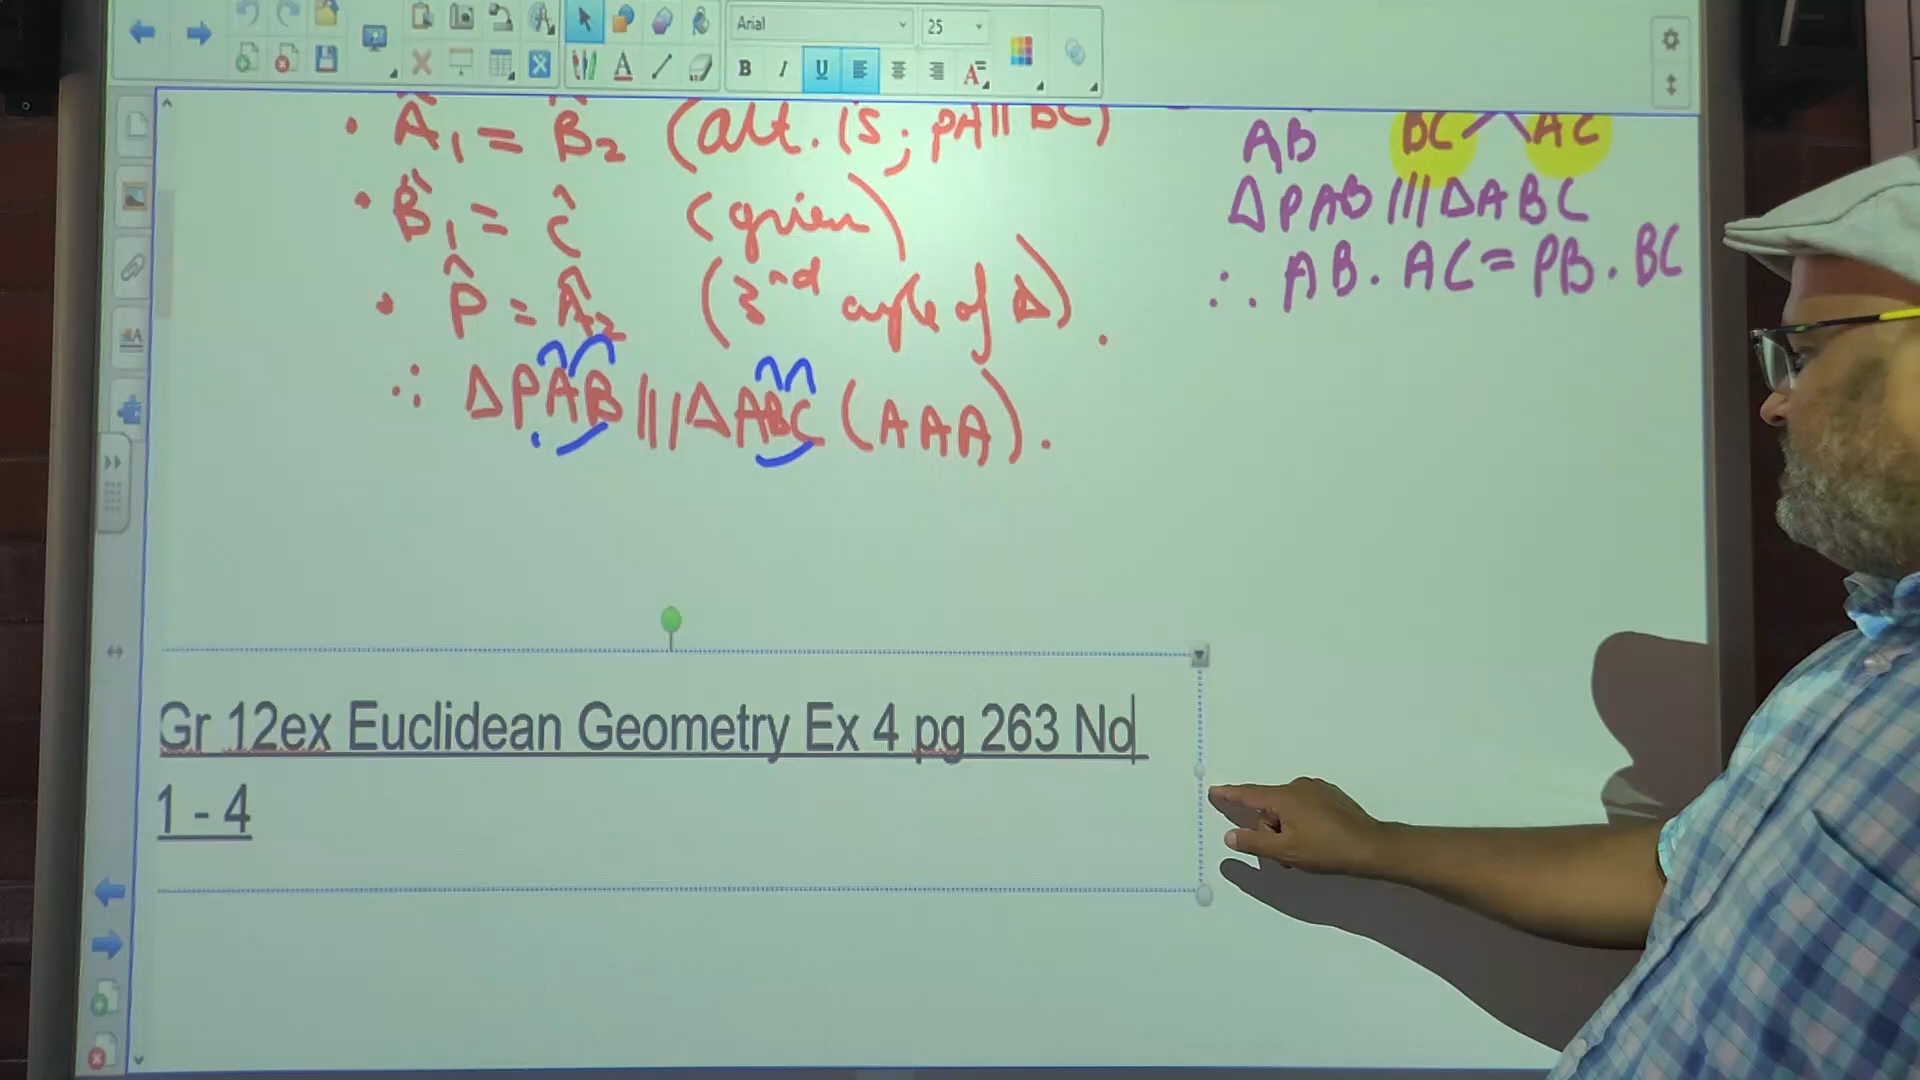 Arial 25
B I U A
Â₁ = B̂₂ (alt. ∠s; PA∥BC)
B̂₁ = Ĉ (given)
P̂ = Â₂ (3ⁿᵈ angle of Δ).
∴ ΔPAB ||| ΔABC (AAA).
AB BC AC
ΔPAB ||| ΔABC
∴ AB . AC = PB . BC
Gr 12ex Euclidean Geometry Ex 4 pg 263 No
1 - 4